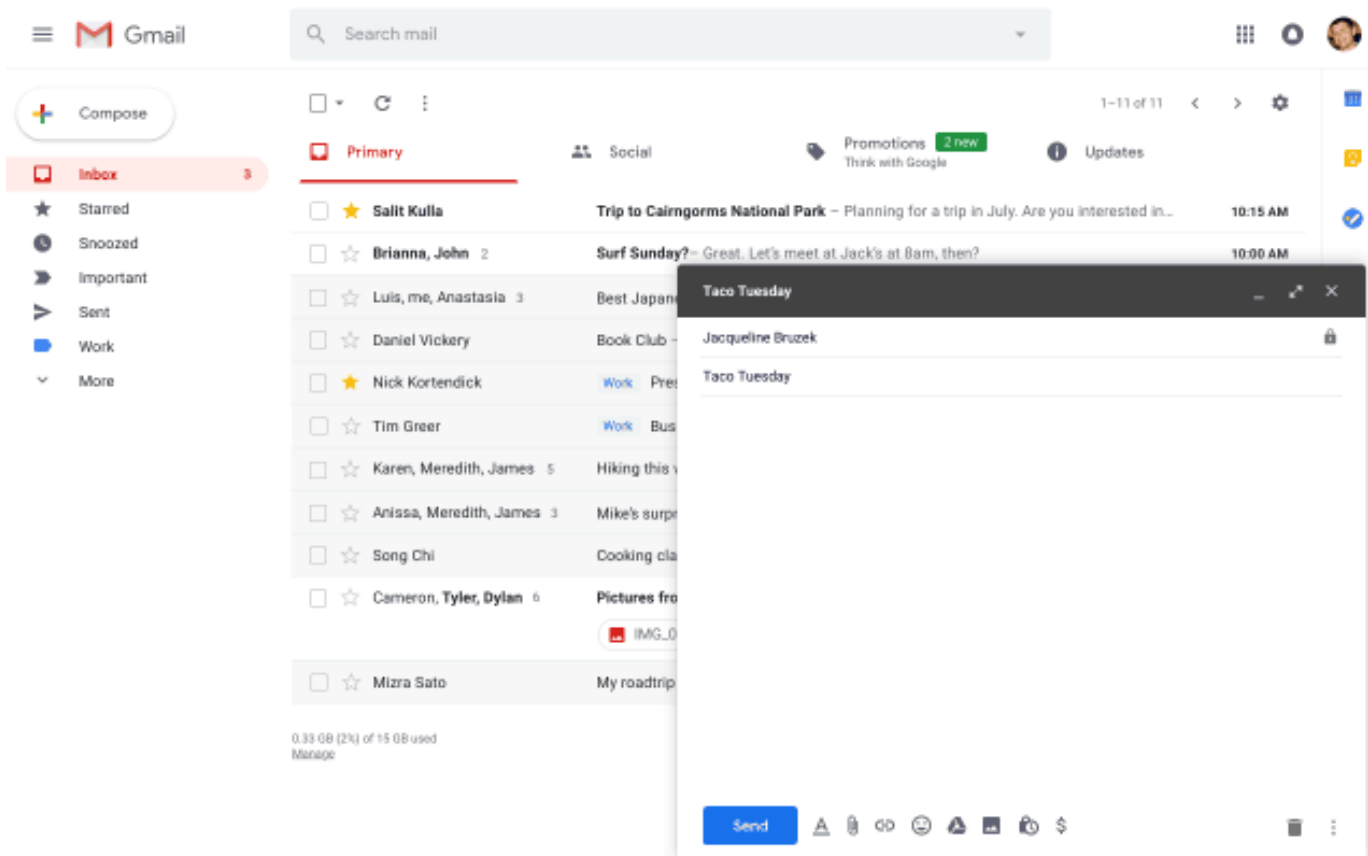 Gmail
Search mail
Compose
1–11 of 11
Primary
Social
Promotions 2 new
Think with Google
Updates
Inbox 3
Starred
Snoozed
Important
Sent
Work
More
Salit Kulla Trip to Cairngorms National Park – Planning for a trip in July. Are you interested in... 10:15 AM
Brianna, John 2 Surf Sunday?– Great. Let's meet at Jack's at 8am, then? 10:00 AM
Luis, me, Anastasia 3 Best Japan
Daniel Vickery Book Club –
Nick Kortendick Work Pres
Tim Greer Work Bus
Karen, Meredith, James 5 Hiking this
Anissa, Meredith, James 3 Mike's surpr
Song Chi Cooking cla
Cameron, Tyler, Dylan 6 Pictures fro
IMG_0
Mizra Sato My roadtrip
0.33 GB (2%) of 15 GB used
Manage
Taco Tuesday
Jacqueline Bruzek
Taco Tuesday
Send